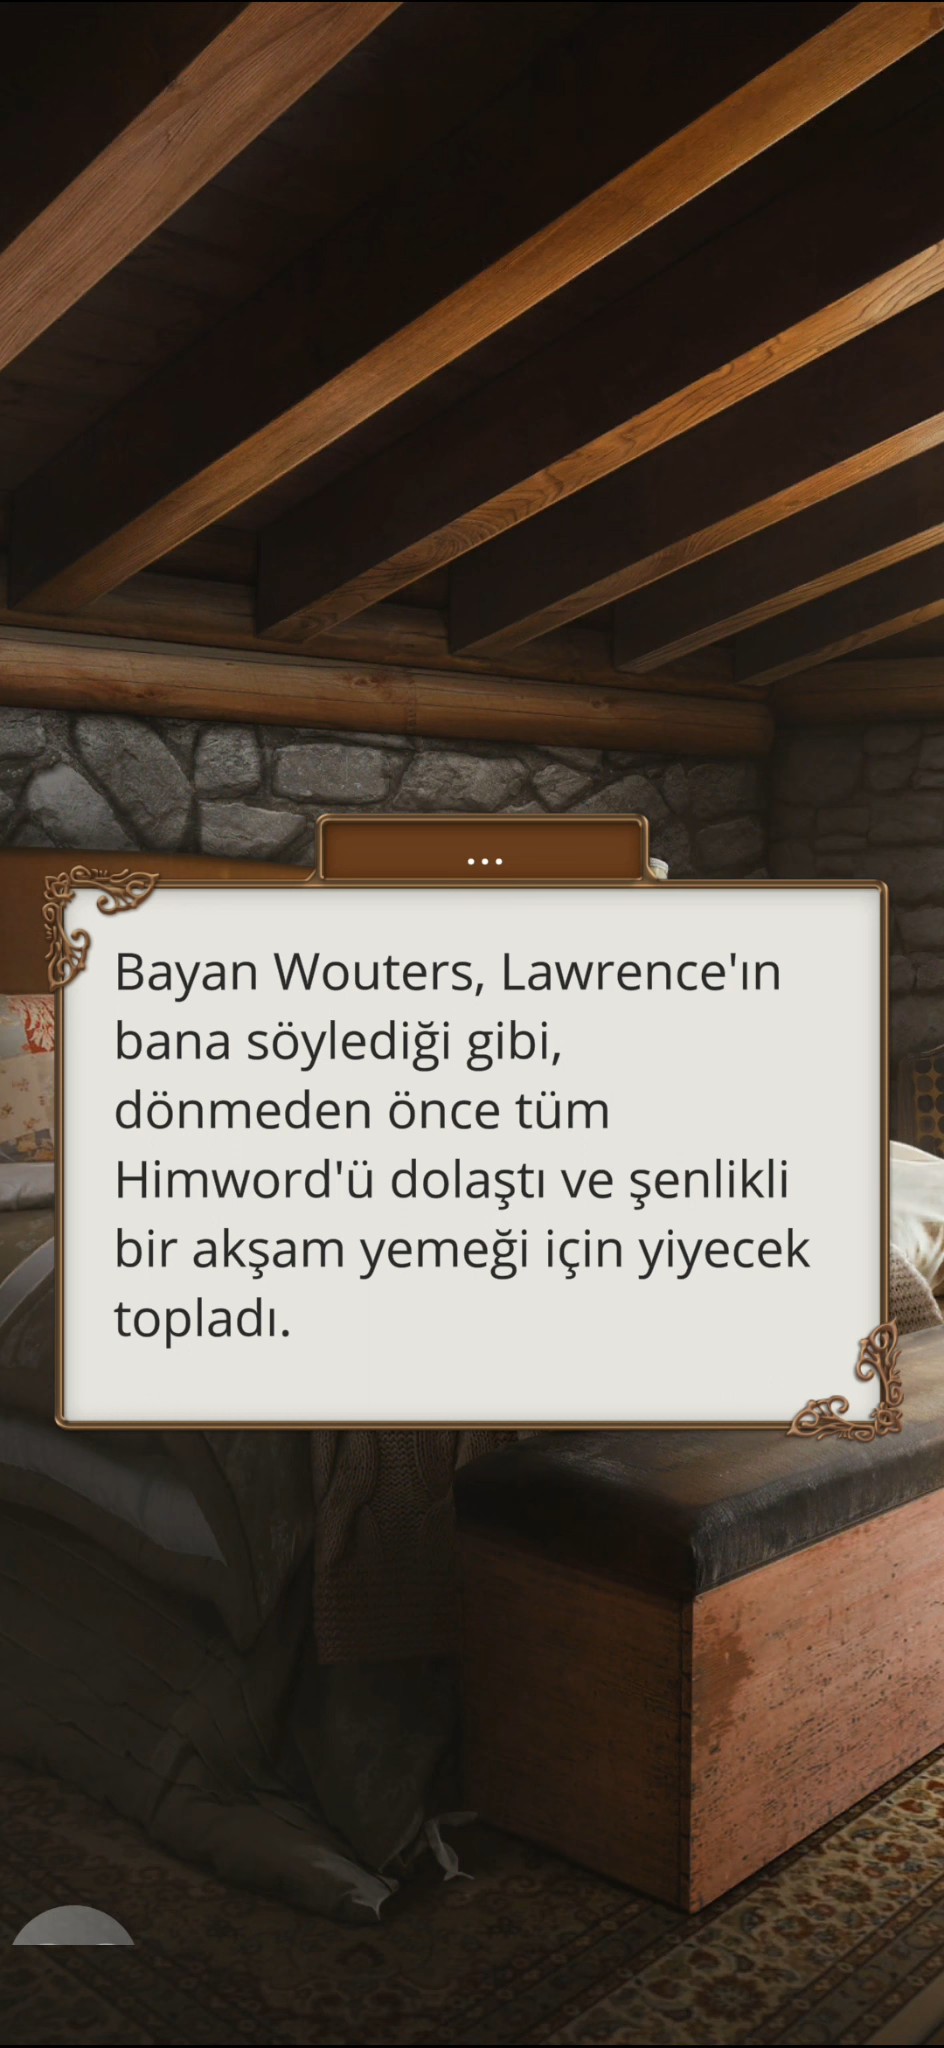 ...
Bayan Wouters, Lawrence'ın
bana söylediği gibi,
dönmeden önce tüm
Himword'ü dolaştı ve şenlikli
bir akşam yemeği için yiyecek
topladı.